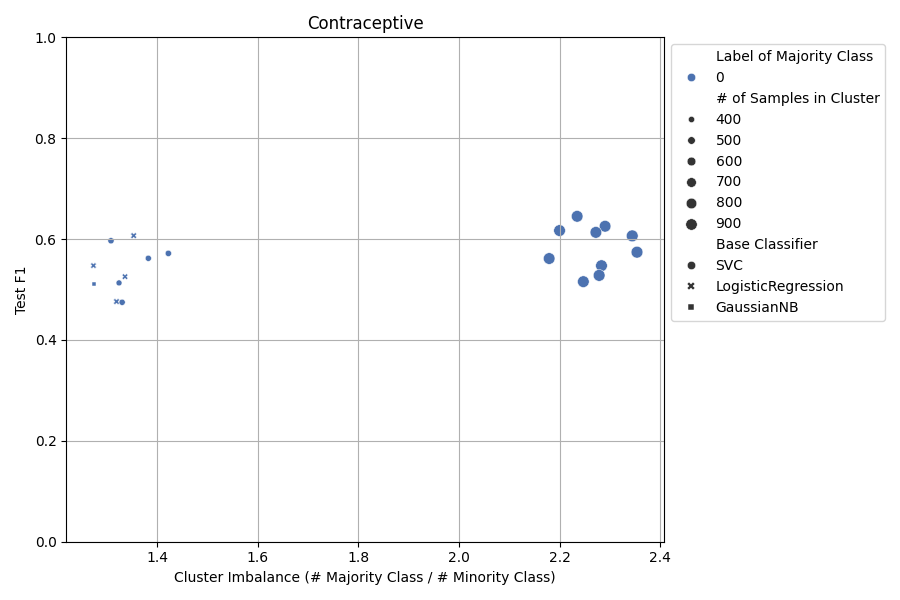 Contraceptive
1.0
0.8
0.6
0.4
0.2
0.0
Test F1
1.4
1.6
1.8
2.0
2.2
2.4
Cluster Imbalance (# Majority Class / # Minority Class)
Label of Majority Class
0
# of Samples in Cluster
400
500
600
700
800
900
Base Classifier
SVC
LogisticRegression
GaussianNB